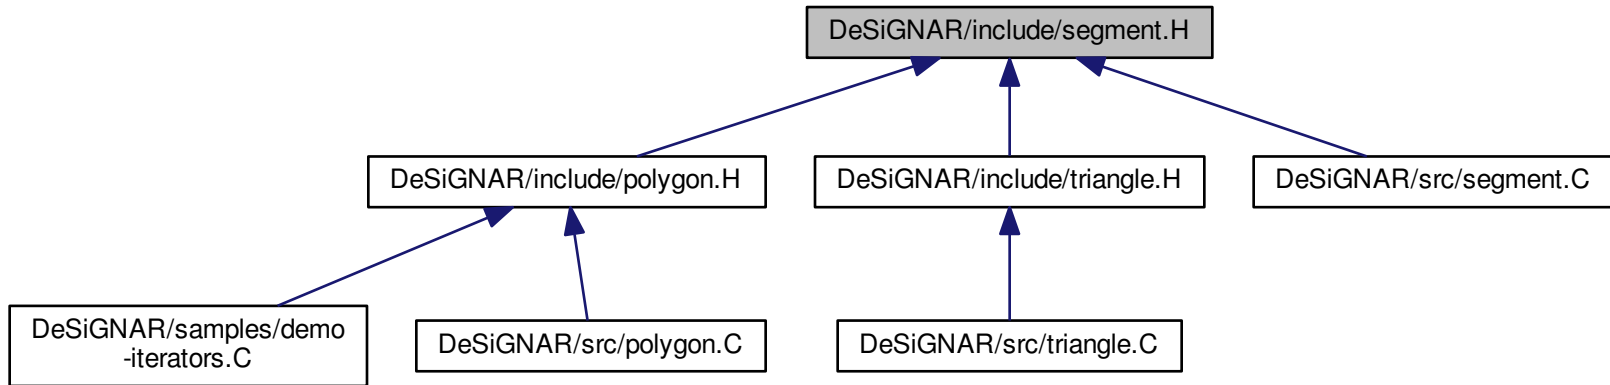 DeSiGNAR/include/segment.H
DeSiGNAR/include/polygon.H
DeSiGNAR/include/triangle.H
DeSiGNAR/src/segment.C
DeSiGNAR/samples/demo
-iterators.C
DeSiGNAR/src/polygon.C
DeSiGNAR/src/triangle.C